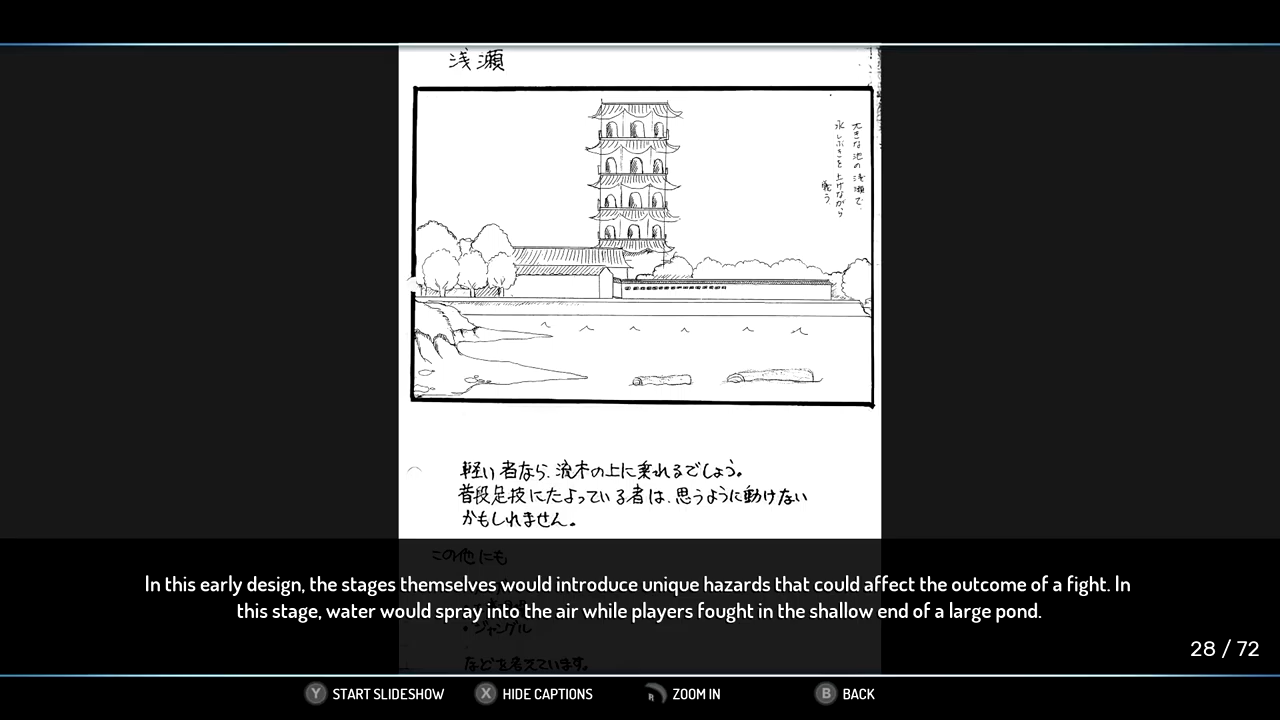 浅瀬
大きな池の浅瀬で、
水しぶきを上げながら
戦う
軽い者なら、流木の上に乗れるでしょう。
普段足技にたよっている者は、思うように動けない
かもしれません。
この他にも
・ジャングル
などを考えています。
In this early design, the stages themselves would introduce unique hazards that could affect the outcome of a fight. In
this stage, water would spray into the air while players fought in the shallow end of a large pond.
28 / 72
Y START SLIDESHOW
X HIDE CAPTIONS
R ZOOM IN
B BACK